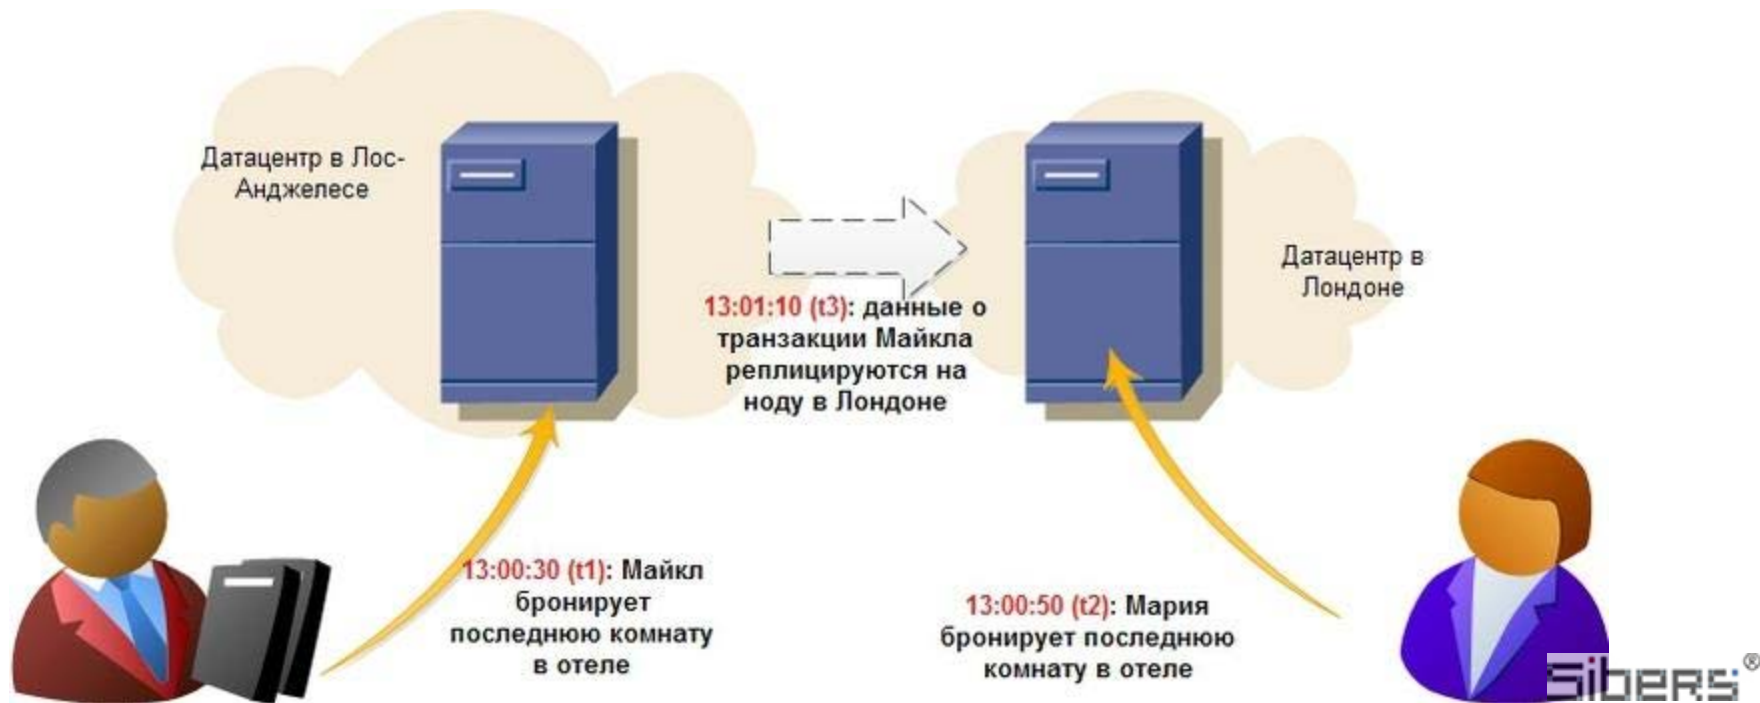 Датацентр в Лос-
Анджелесе
Датацентр в
Лондоне
13:01:10 (t3): данные о
транзакции Майкла
реплицируются на
ноду в Лондоне
13:00:30 (t1): Майкл
бронирует
последнюю комнату
в отеле
13:00:50 (t2): Мария
бронирует последнюю
комнату в отеле
Sibers®